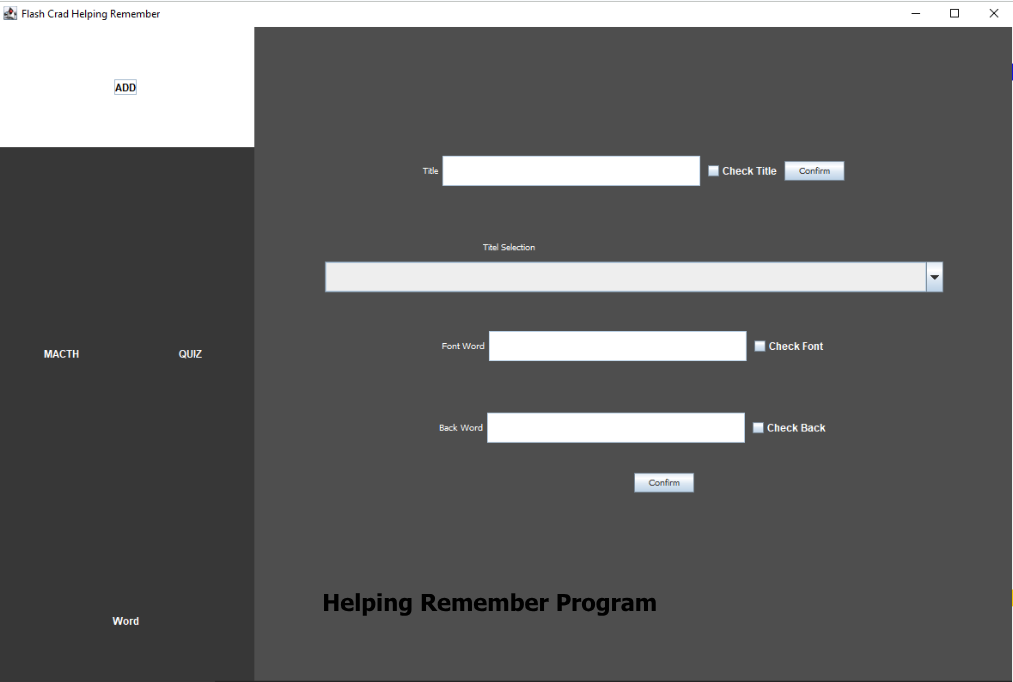 Flash Crad Helping Remember
ADD
Title
Check Title
Confirm
Titel Selection
Font Word
Check Font
MACTH
QUIZ
Back Word
Check Back
Confirm
Helping Remember Program
Word